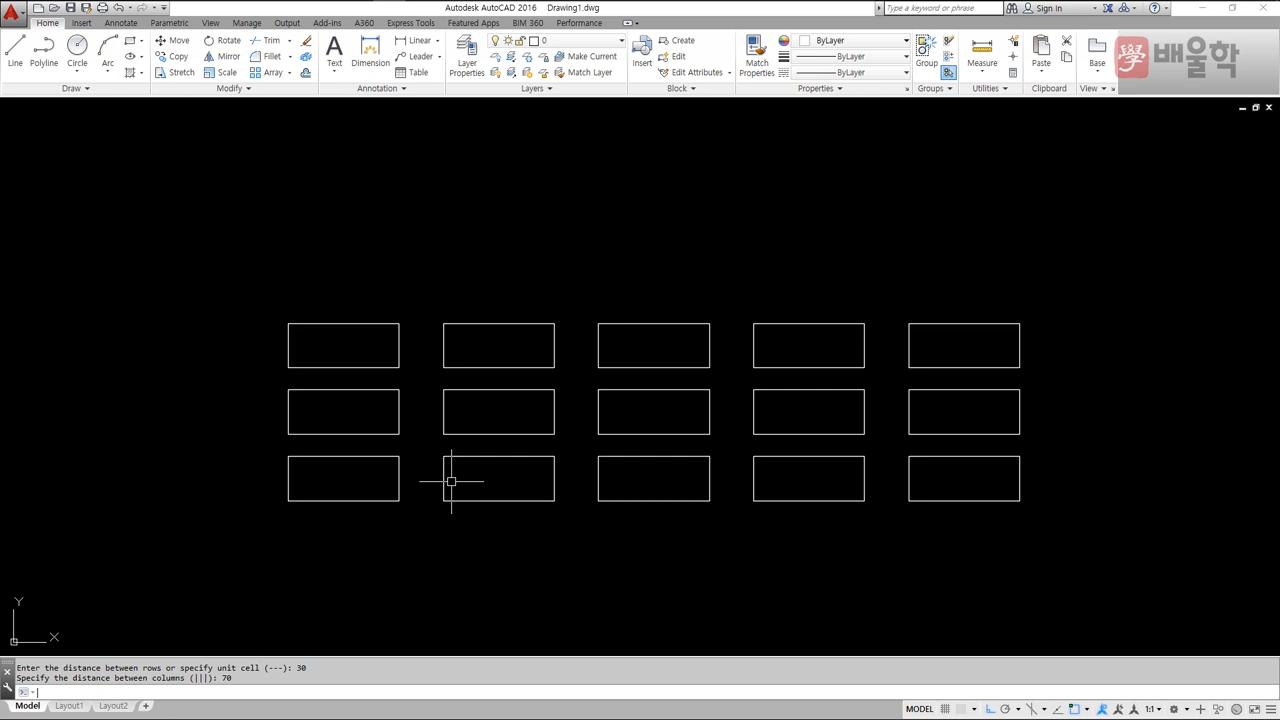 Autodesk AutoCAD 2016 Drawing1.dwg
Type a keyword or phrase
Sign In
Home Insert Annotate Parametric View Manage Output Add-ins A360 Express Tools Featured Apps BIM 360 Performance
Line
Polyline
Circle
Arc
Move
Rotate
Trim
Copy
Mirror
Fillet
Stretch
Scale
Array
Text
Dimension
Linear
Leader
Table
Layer
Properties
0
Make Current
Match Layer
Insert
Create
Edit
Edit Attributes
Match
Properties
ByLayer
ByLayer
ByLayer
Group
Measure
Paste
Base
學 배울학
Draw Modify Annotation Layers Block Properties Groups Utilities Clipboard View
Y
X
Enter the distance between rows or specify unit cell (---): 30
Specify the distance between columns (|||): 70
Model Layout1 Layout2 +
MODEL
1:1